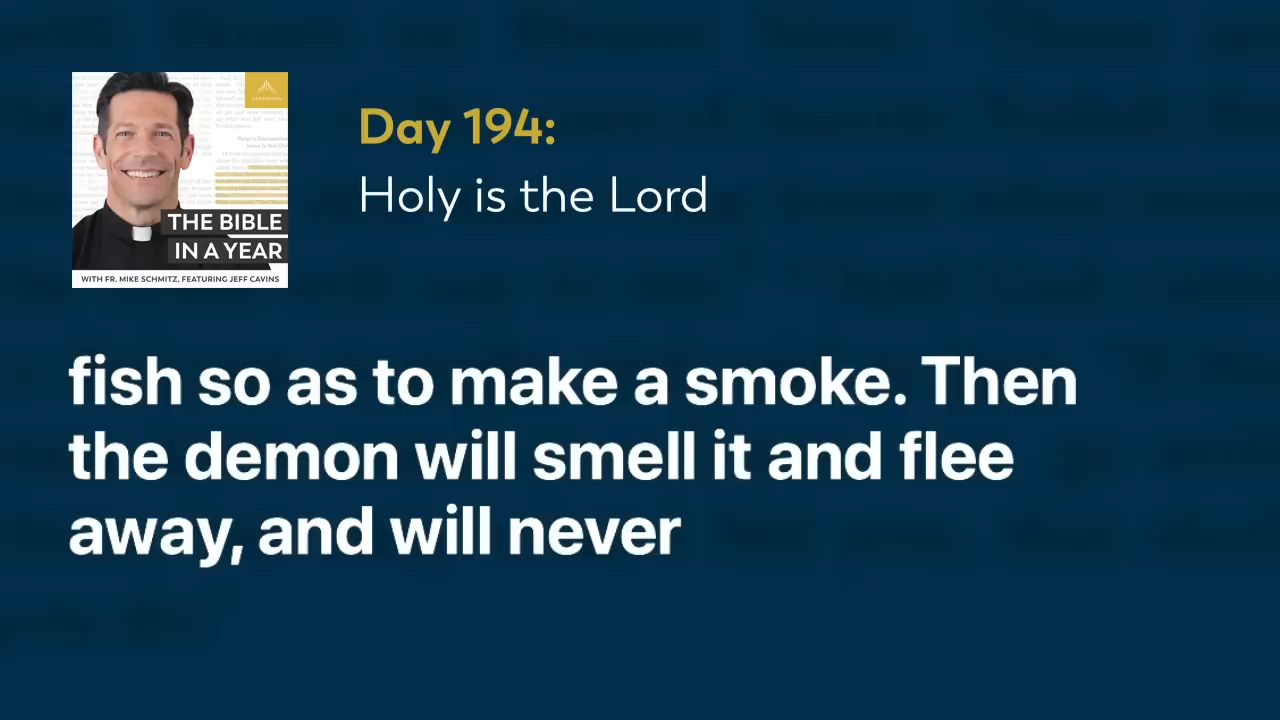 Day 194:
Holy is the Lord
THE BIBLE
IN A YEAR
WITH FR. MIKE SCHMITZ, FEATURING JEFF CAVINS
fish so as to make a smoke. Then
the demon will smell it and flee
away, and will never